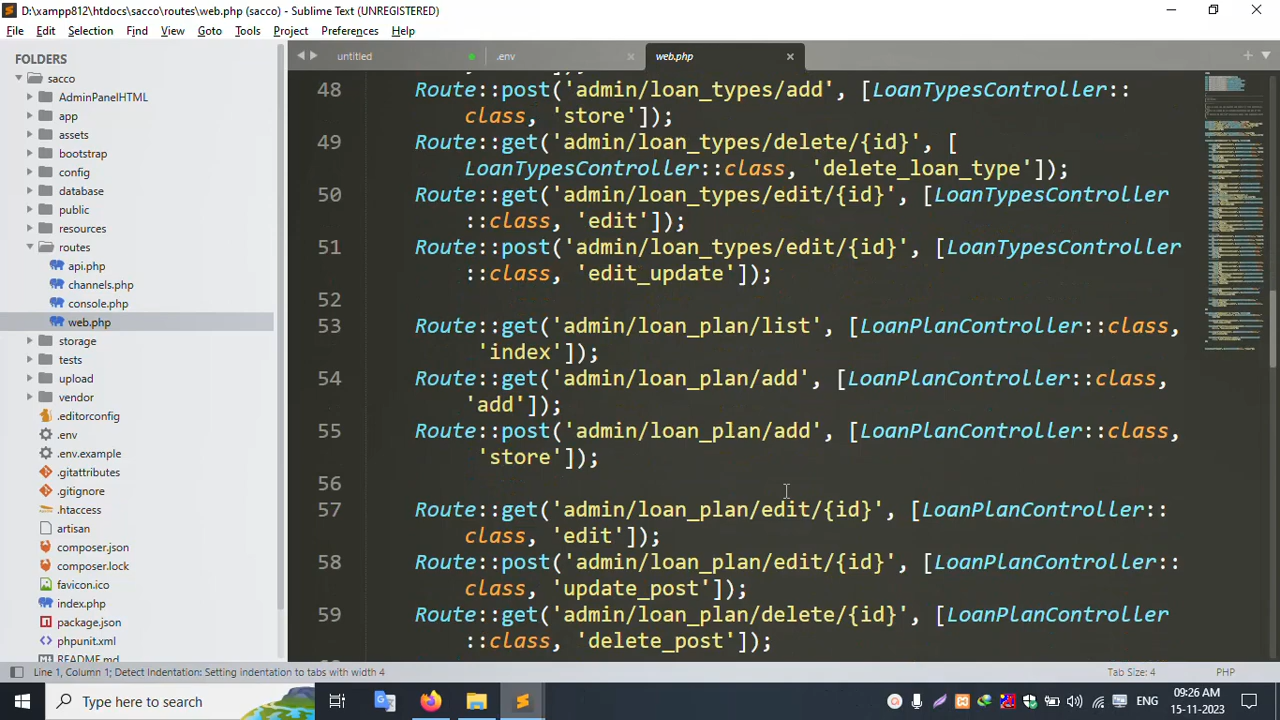 D:\xampp812\htdocs\sacco\routes\web.php (sacco) - Sublime Text (UNREGISTERED)
File Edit Selection Find View Goto Tools Project Preferences Help
FOLDERS
sacco
AdminPanelHTML
app
assets
bootstrap
config
database
public
resources
routes
api.php
channels.php
console.php
web.php
storage
tests
upload
vendor
.editorconfig
.env
.env.example
.gitattributes
.gitignore
.htaccess
artisan
composer.json
composer.lock
favicon.ico
index.php
package.json
phpunit.xml
README.md
untitled .env web.php
48 Route::post('admin/loan_types/add', [LoanTypesController::
class, 'store']);
49 Route::get('admin/loan_types/delete/{id}', [
LoanTypesController::class, 'delete_loan_type']);
50 Route::get('admin/loan_types/edit/{id}', [LoanTypesController
::class, 'edit']);
51 Route::post('admin/loan_types/edit/{id}', [LoanTypesController
::class, 'edit_update']);
52
53 Route::get('admin/loan_plan/list', [LoanPlanController::class,
'index']);
54 Route::get('admin/loan_plan/add', [LoanPlanController::class,
'add']);
55 Route::post('admin/loan_plan/add', [LoanPlanController::class,
'store']);
56
57 Route::get('admin/loan_plan/edit/{id}', [LoanPlanController::
class, 'edit']);
58 Route::post('admin/loan_plan/edit/{id}', [LoanPlanController::
class, 'update_post']);
59 Route::get('admin/loan_plan/delete/{id}', [LoanPlanController
::class, 'delete_post']);
Line 1, Column 1; Detect Indentation: Setting indentation to tabs with width 4
Tab Size: 4 PHP
Type here to search
ENG
09:26 AM
15-11-2023